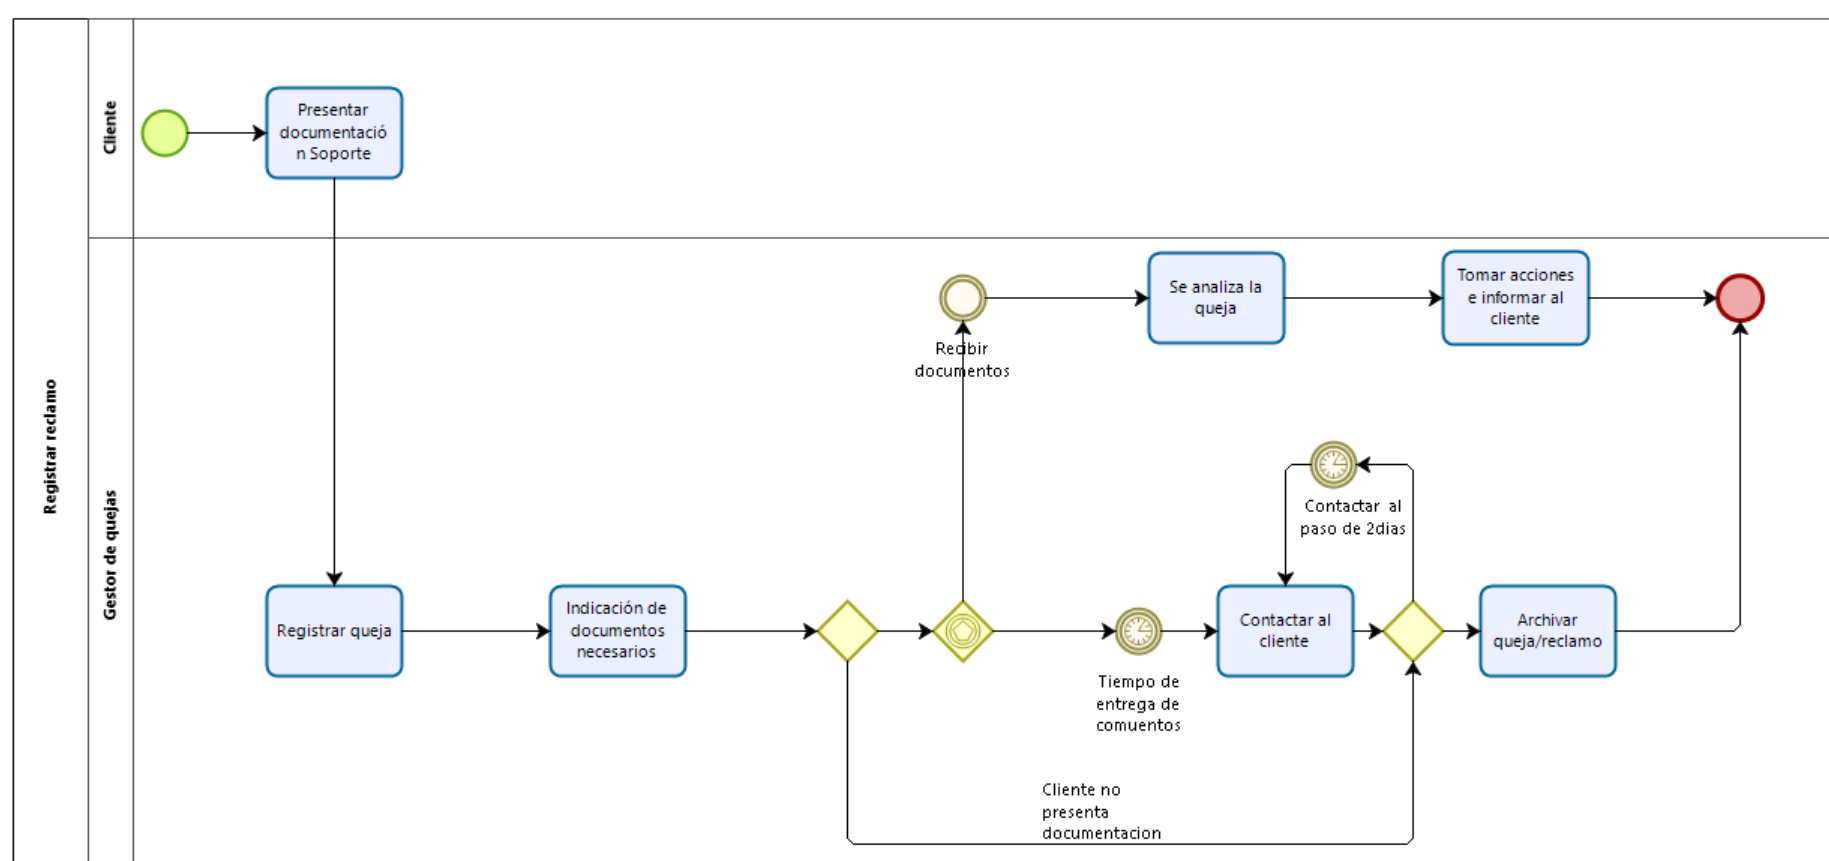 Registrar reclamo
Cliente
Presentar
documentació
n Soporte
Gestor de quejas
Recibir
documentos
Se analiza la
queja
Tomar acciones
e informar al
cliente
Contactar al
paso de 2dias
Registrar queja
Indicación de
documentos
necesarios
Tiempo de
entrega de
comuentos
Contactar al
cliente
Archivar
queja/reclamo
Cliente no
presenta
documentacion